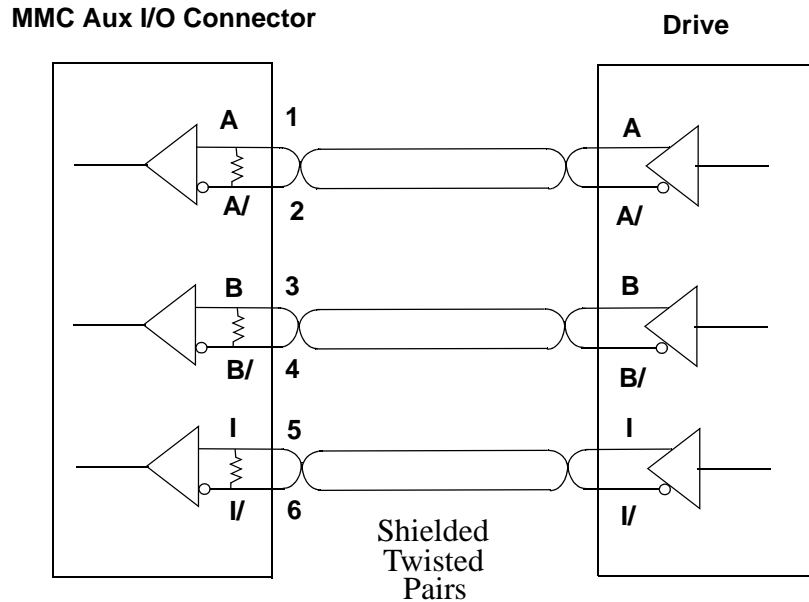 MMC Aux I/O Connector
Drive
A 1 A
A/ 2 A/
B 3 B
B/ 4 B/
I 5 I
I/ 6 I/
Shielded
Twisted
Pairs